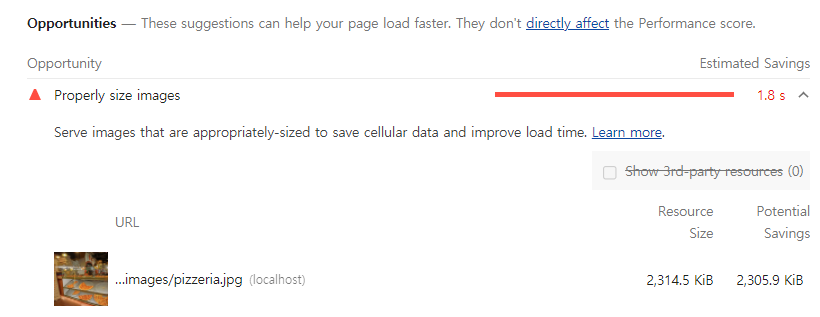 Opportunities — These suggestions can help your page load faster. They don't directly affect the Performance score.
Opportunity Estimated Savings
Properly size images 1.8 s
Serve images that are appropriately-sized to save cellular data and improve load time. Learn more.
Show 3rd-party resources (0)
URL Resource Size Potential Savings
...images/pizzeria.jpg (localhost) 2,314.5 KiB 2,305.9 KiB